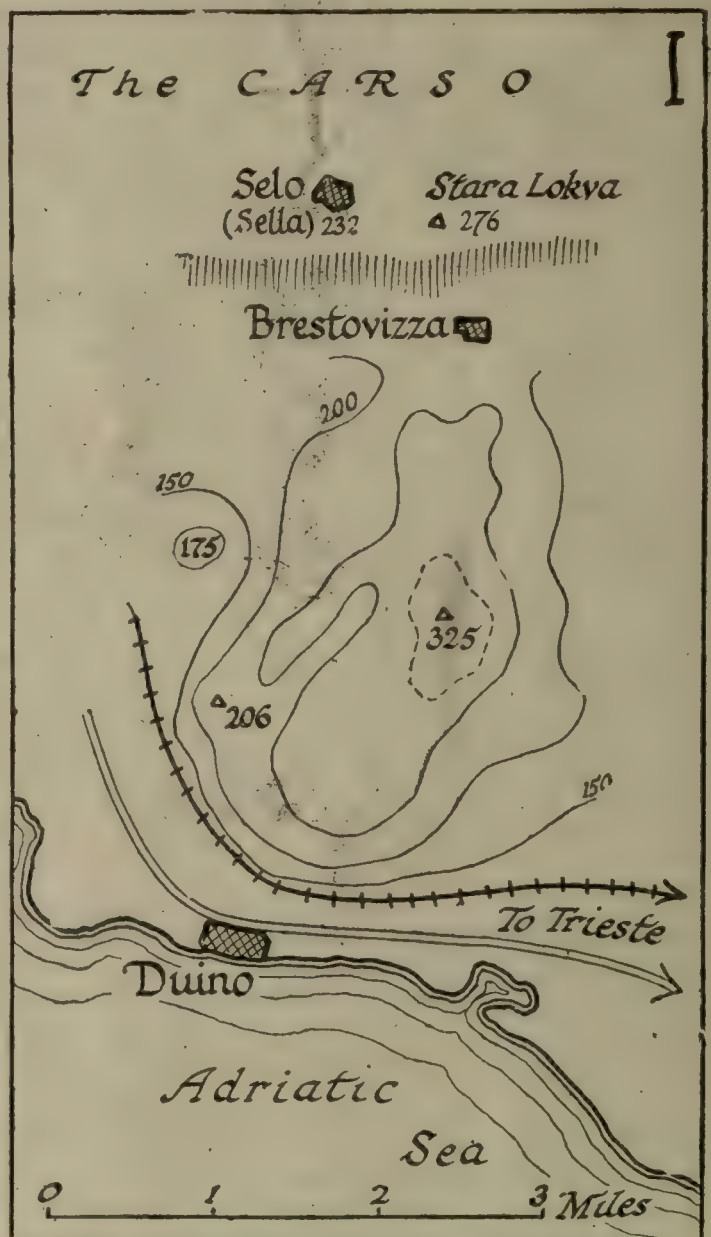 The CARSO
I
Selo
(Sella) 232
Stara Lokva
276
Brestovizza
200
150
175
325
206
150
To Trieste
Duino
Adriatic
Sea
0 1 2 3 Miles